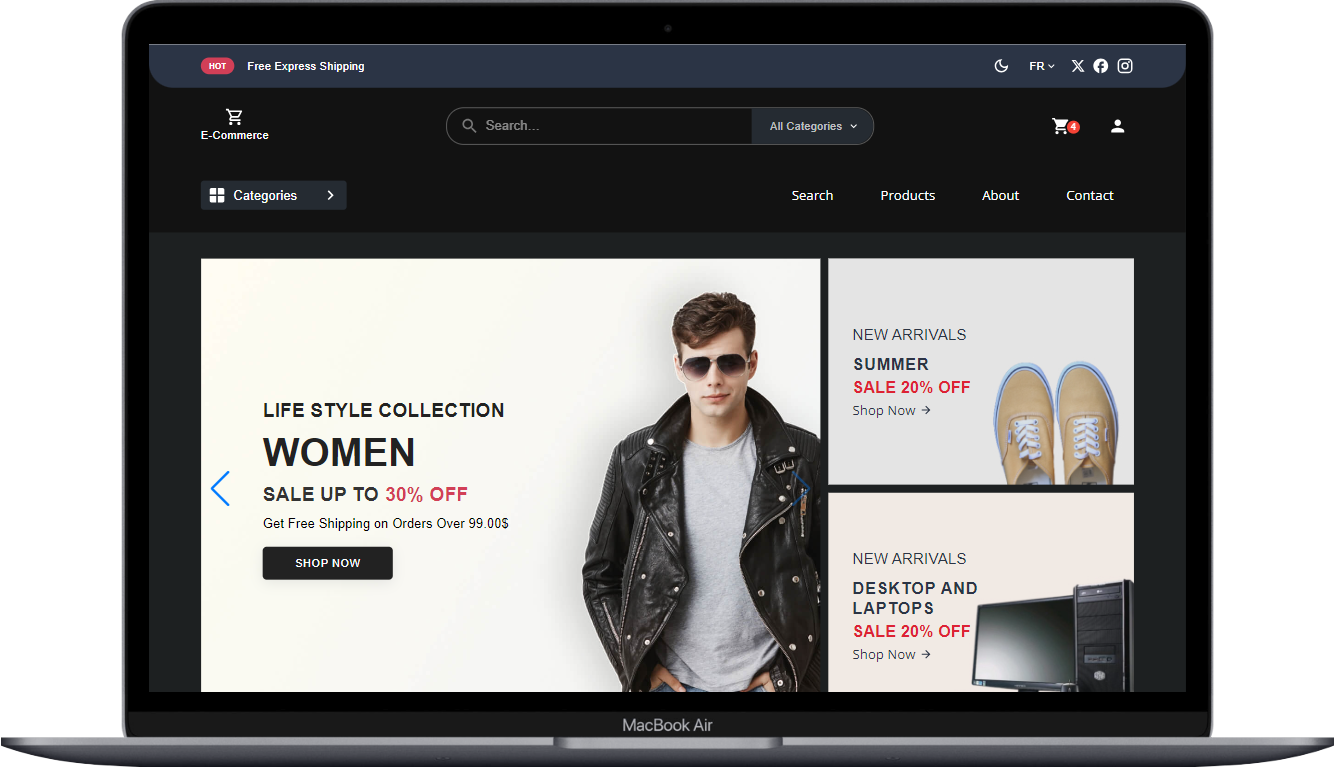 HOT Free Express Shipping FR
E-Commerce
Search...
All Categories
4
Categories
Search Products About Contact
LIFE STYLE COLLECTION
WOMEN
SALE UP TO 30% OFF
Get Free Shipping on Orders Over 99.00$
SHOP NOW
NEW ARRIVALS
SUMMER
SALE 20% OFF
Shop Now →
NEW ARRIVALS
DESKTOP AND
LAPTOPS
SALE 20% OFF
Shop Now →
MacBook Air